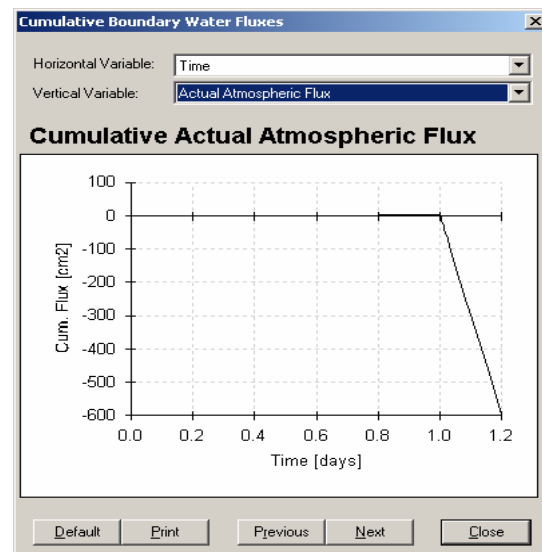 Cumulative Boundary Water Fluxes
Horizontal Variable: Time
Vertical Variable: Actual Atmospheric Flux
Cumulative Actual Atmospheric Flux
100
0
-100
-200
-300
-400
-500
-600
Cum. Flux [cm2]
0.0 0.2 0.4 0.6 0.8 1.0 1.2
Time [days]
Default Print Previous Next Close